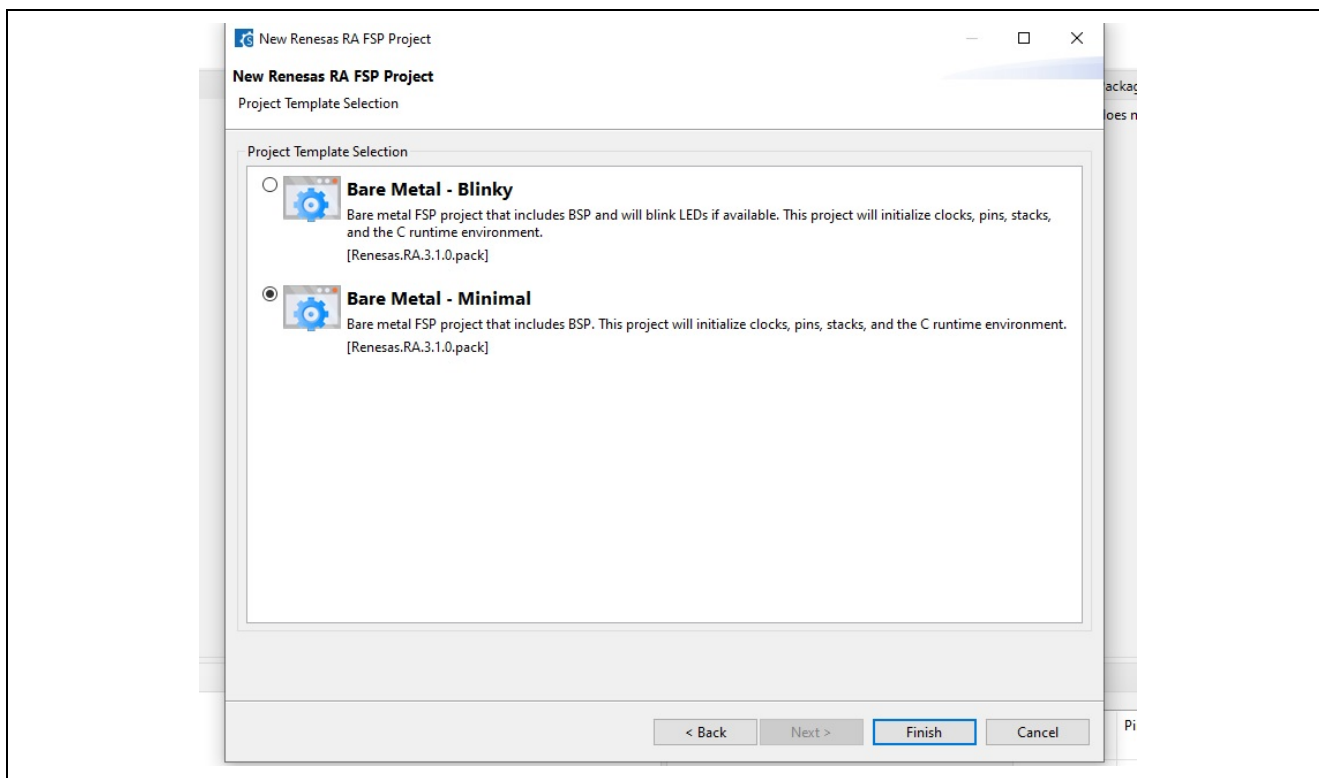 New Renesas RA FSP Project
New Renesas RA FSP Project
Project Template Selection
Project Template Selection
Bare Metal - Blinky
Bare metal FSP project that includes BSP and will blink LEDs if available. This project will initialize clocks, pins, stacks,
and the C runtime environment.
[Renesas.RA.3.1.0.pack]
Bare Metal - Minimal
Bare metal FSP project that includes BSP. This project will initialize clocks, pins, stacks, and the C runtime environment.
[Renesas.RA.3.1.0.pack]
< Back
Next >
Finish
Cancel